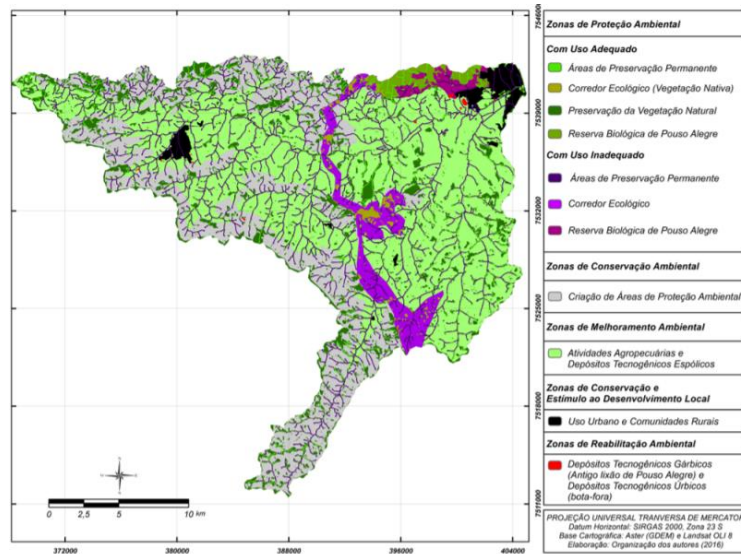 7546000
7539000
7532000
7525000
7518000
7511000
372000
380000
388000
396000
404000
0
2,5
5
10 km
Zonas de Proteção Ambiental
Com Uso Adequado
Áreas de Preservação Permanente
Corredor Ecológico (Vegetação Nativa)
Preservação da Vegetação Natural
Reserva Biológica de Pouso Alegre
Com Uso Inadequado
Áreas de Preservação Permanente
Corredor Ecológico
Reserva Biológica de Pouso Alegre
Zonas de Conservação Ambiental
Criação de Áreas de Proteção Ambiental
Zonas de Melhoramento Ambiental
Atividades Agropecuárias e
Depósitos Tecnogênicos Espólicos
Zonas de Conservação e
Estímulo ao Desenvolvimento Local
Uso Urbano e Comunidades Rurais
Zonas de Reabilitação Ambiental
Depósitos Tecnogênicos Gárbicos
(Antigo lixão de Pouso Alegre) e
Depósitos Tecnogênicos Úrbicos
(bota-fora)
PROJEÇÃO UNIVERSAL TRANVERSA DE MERCATOR
Datum Horizontal: SIRGAS 2000, Zona 23 S
Base Cartográfica: Aster (GDEM) e Landsat OLI 8
Elaboração: Organização dos autores (2016)